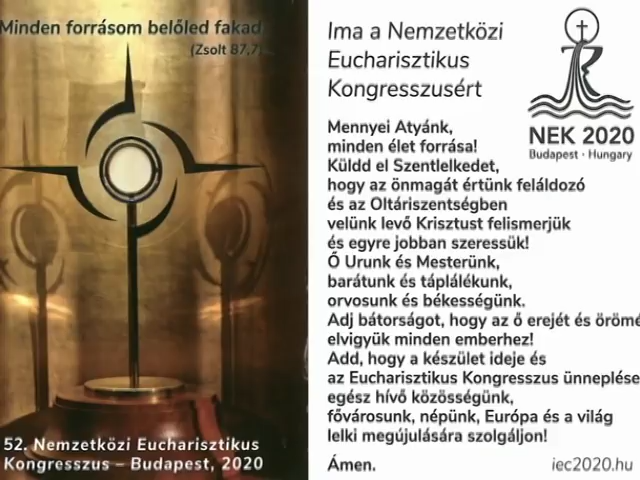 Minden forrásom belőled fakad.
(Zsolt 87,7)
52. Nemzetközi Eucharisztikus
Kongresszus – Budapest, 2020
Ima a Nemzetközi
Eucharisztikus
Kongresszusért
NEK 2020
Budapest · Hungary
Mennyei Atyánk,
minden élet forrása!
Küldd el Szentlelkedet,
hogy az önmagát értünk feláldozó
és az Oltáriszentségben
velünk levő Krisztust felismerjük
és egyre jobban szeressük!
Ő Urunk és Mesterünk,
barátunk és táplálékunk,
orvosunk és békességünk.
Adj bátorságot, hogy az ő erejét és örömé
elvigyük minden emberhez!
Add, hogy a készület ideje és
az Eucharisztikus Kongresszus ünneplése
egész hívő közösségünk,
fővárosunk, népünk, Európa és a világ
lelki megújulására szolgáljon!
Ámen.
iec2020.hu